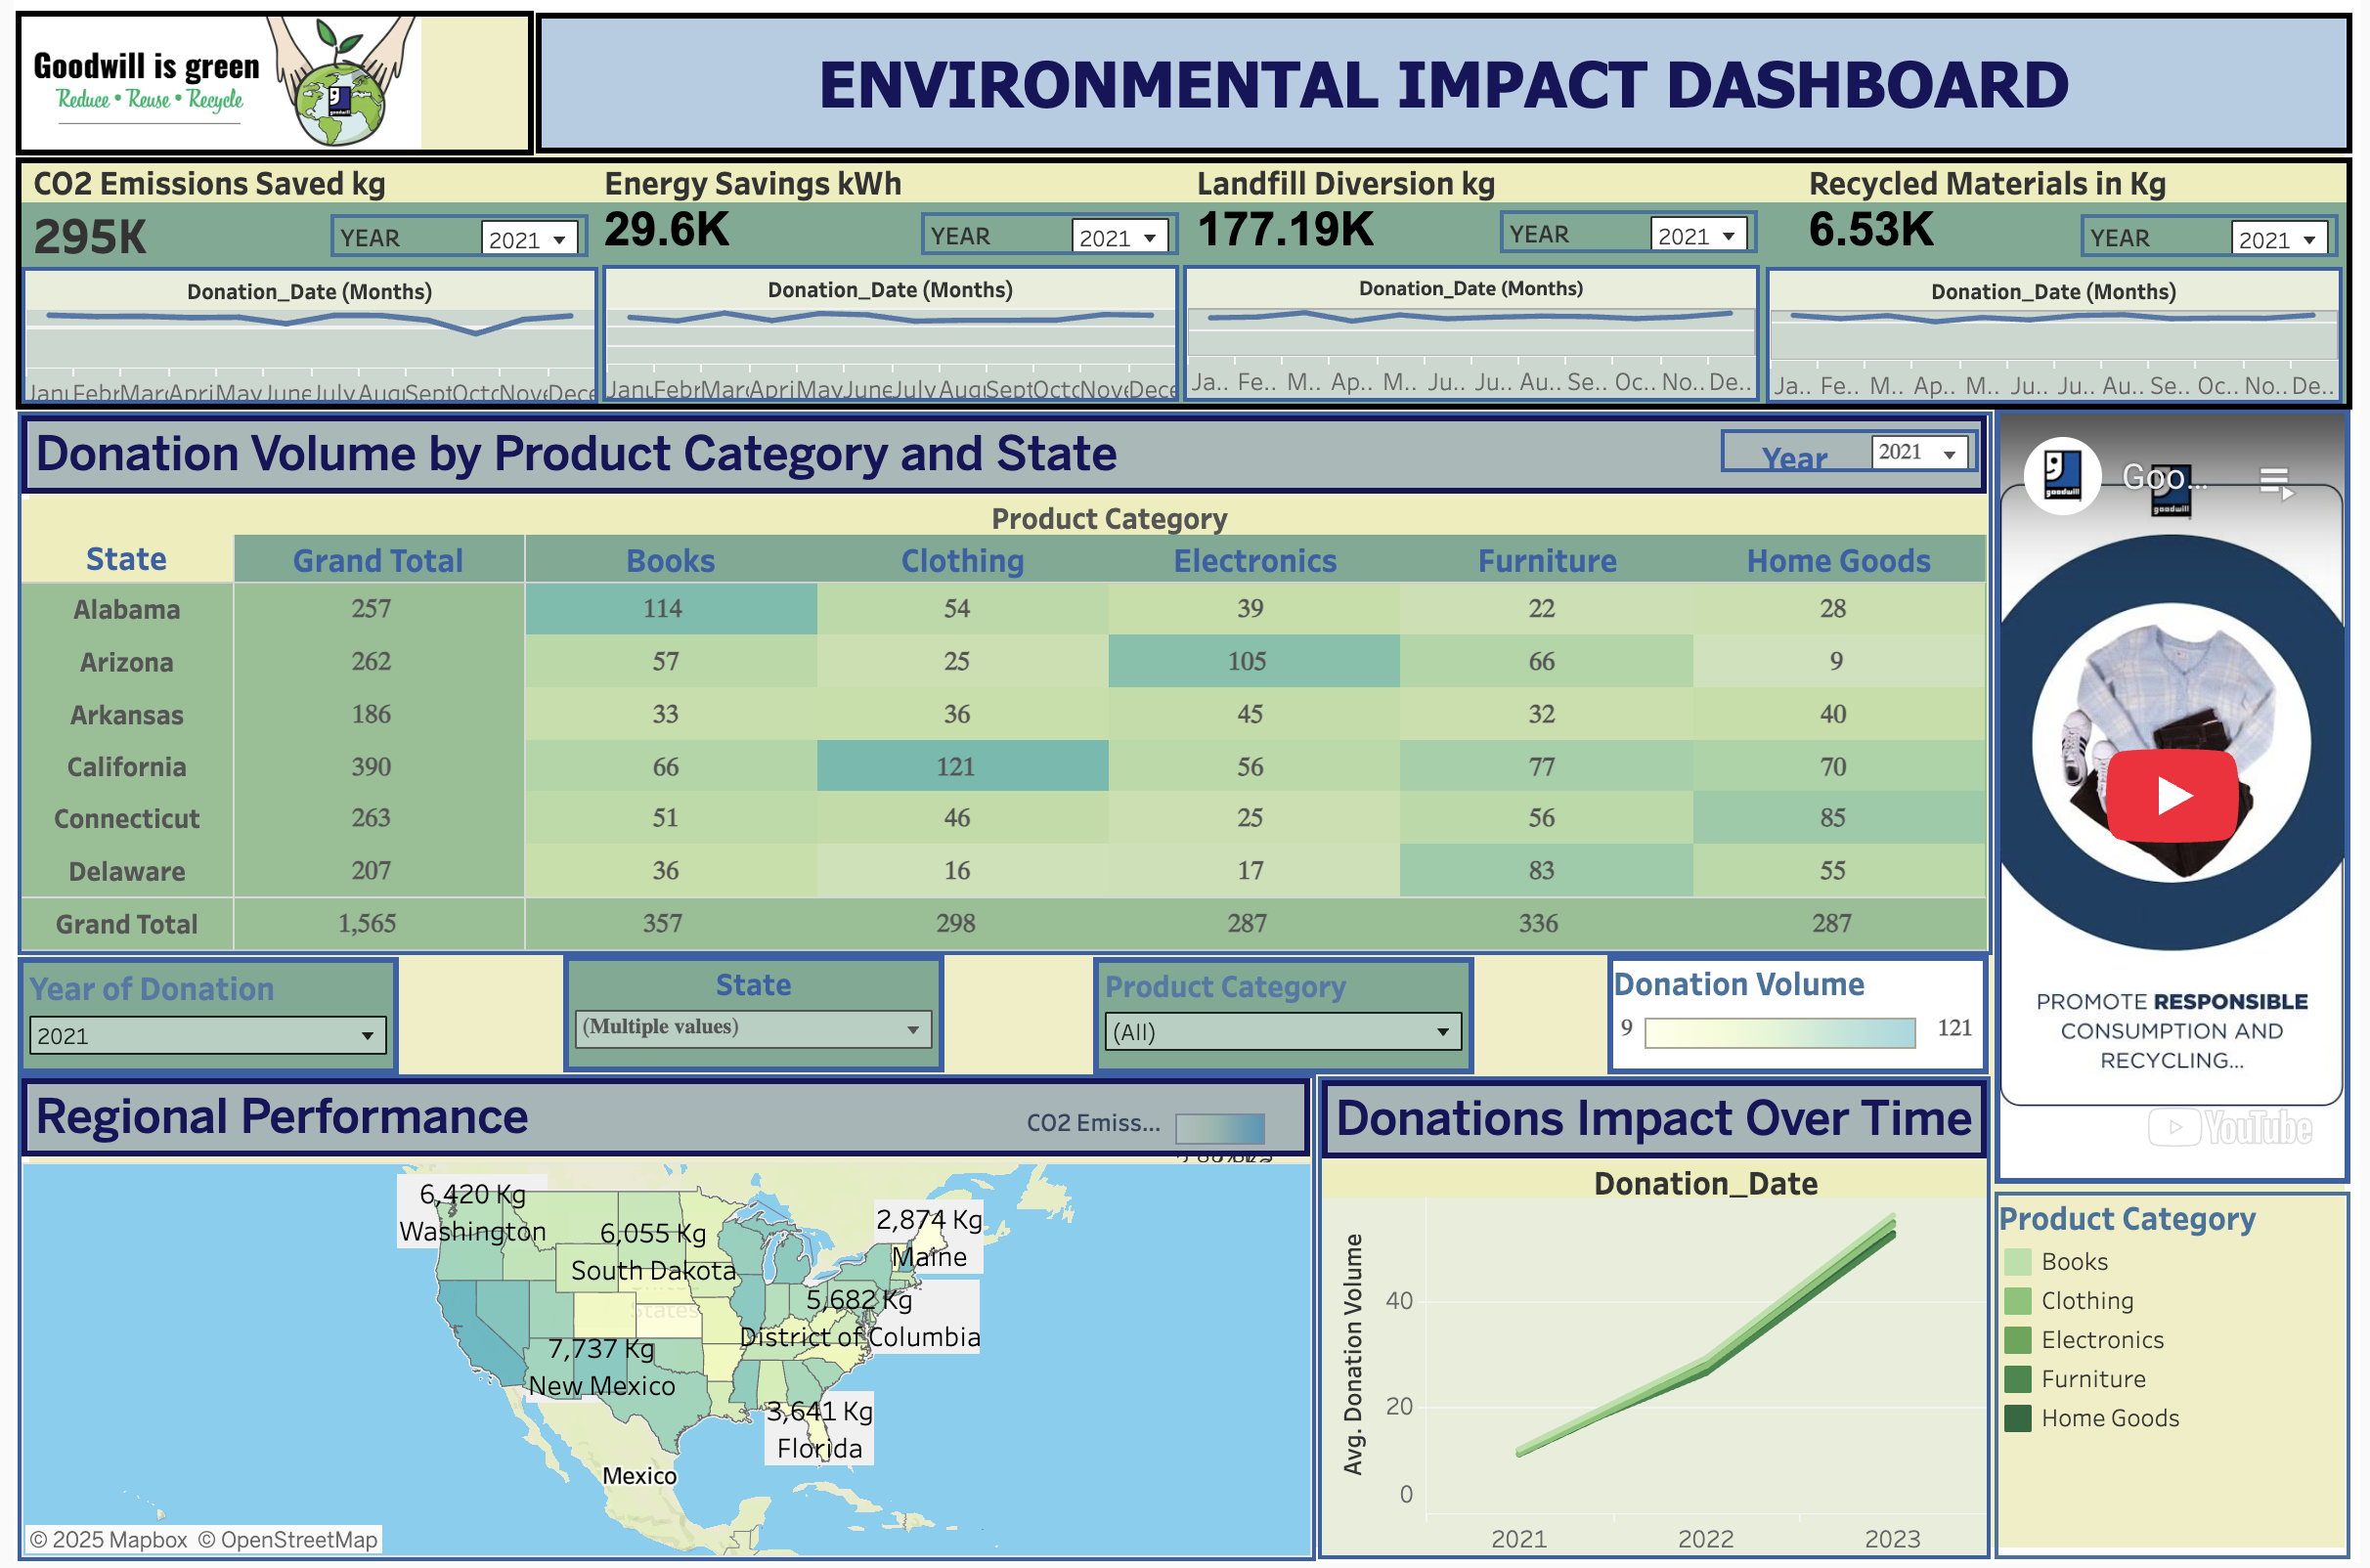 Goodwill is green
Reduce • Reuse • Recycle
goodwill
ENVIRONMENTAL IMPACT DASHBOARD
CO2 Emissions Saved kg
295K
YEAR 2021
Energy Savings kWh
29.6K
YEAR 2021
Landfill Diversion kg
177.19K
YEAR 2021
Recycled Materials in Kg
6.53K
YEAR 2021
Donation_Date (Months)
Donation_Date (Months)
Donation_Date (Months)
Donation_Date (Months)
Ja.. Fe.. M.. Ap.. M.. Ju.. Ju.. Au.. Se.. Oc.. No.. De..
Ja.. Fe.. M.. Ap.. M.. Ju.. Ju.. Au.. Se.. Oc.. No.. De..
Donation Volume by Product Category and State
Year 2021
Product Category
State Grand Total Books Clothing Electronics Furniture Home Goods
Alabama 257 114 54 39 22 28
Arizona 262 57 25 105 66 9
Arkansas 186 33 36 45 32 40
California 390 66 121 56 77 70
Connecticut 263 51 46 25 56 85
Delaware 207 36 16 17 83 55
Grand Total 1,565 357 298 287 336 287
Year of Donation
2021
State
(Multiple values)
Product Category
(All)
Donation Volume
9 121
goodwill
Goo...
goodwill
PROMOTE RESPONSIBLE
CONSUMPTION AND
RECYCLING...
YouTube
Regional Performance
CO2 Emiss...
6,420 Kg
Washington
6,055 Kg
South Dakota
2,874 Kg
Maine
States
5,682 Kg
District of Columbia
7,737 Kg
New Mexico
3,641 Kg
Florida
Mexico
© 2025 Mapbox © OpenStreetMap
Donations Impact Over Time
Donation_Date
Avg. Donation Volume
40
20
0
2021 2022 2023
Product Category
Books
Clothing
Electronics
Furniture
Home Goods